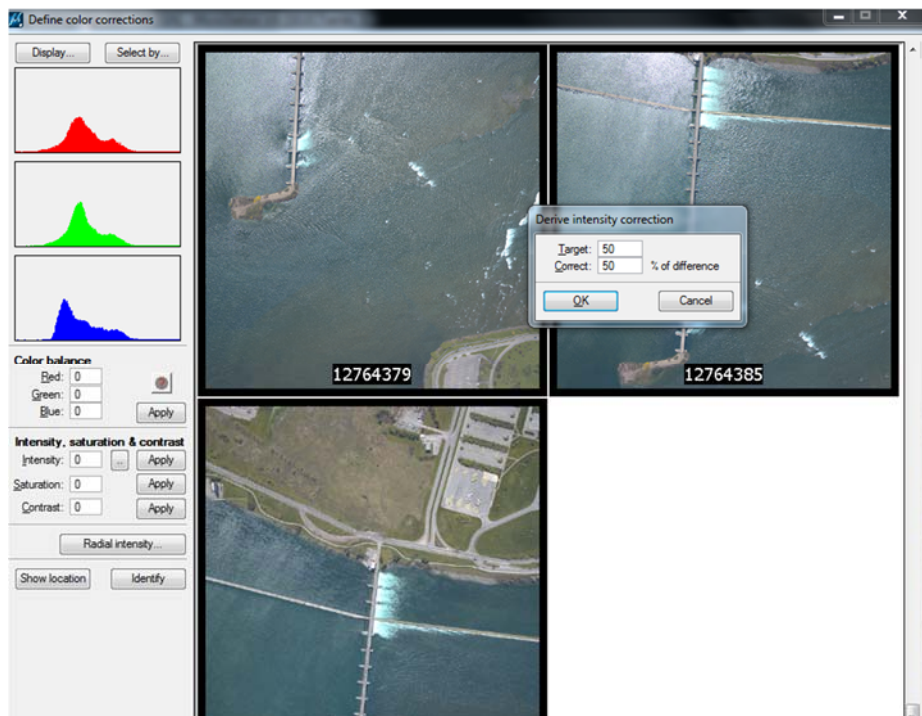 Define color corrections
Display... Select by...
Color balance
Red: 0
Green: 0
Blue: 0 Apply
Intensity, saturation & contrast
Intensity: 0 .. Apply
Saturation: 0 Apply
Contrast: 0 Apply
Radial intensity...
Show location Identify
12764379
12764385
Derive intensity correction
Target: 50
Correct: 50 % of difference
OK Cancel